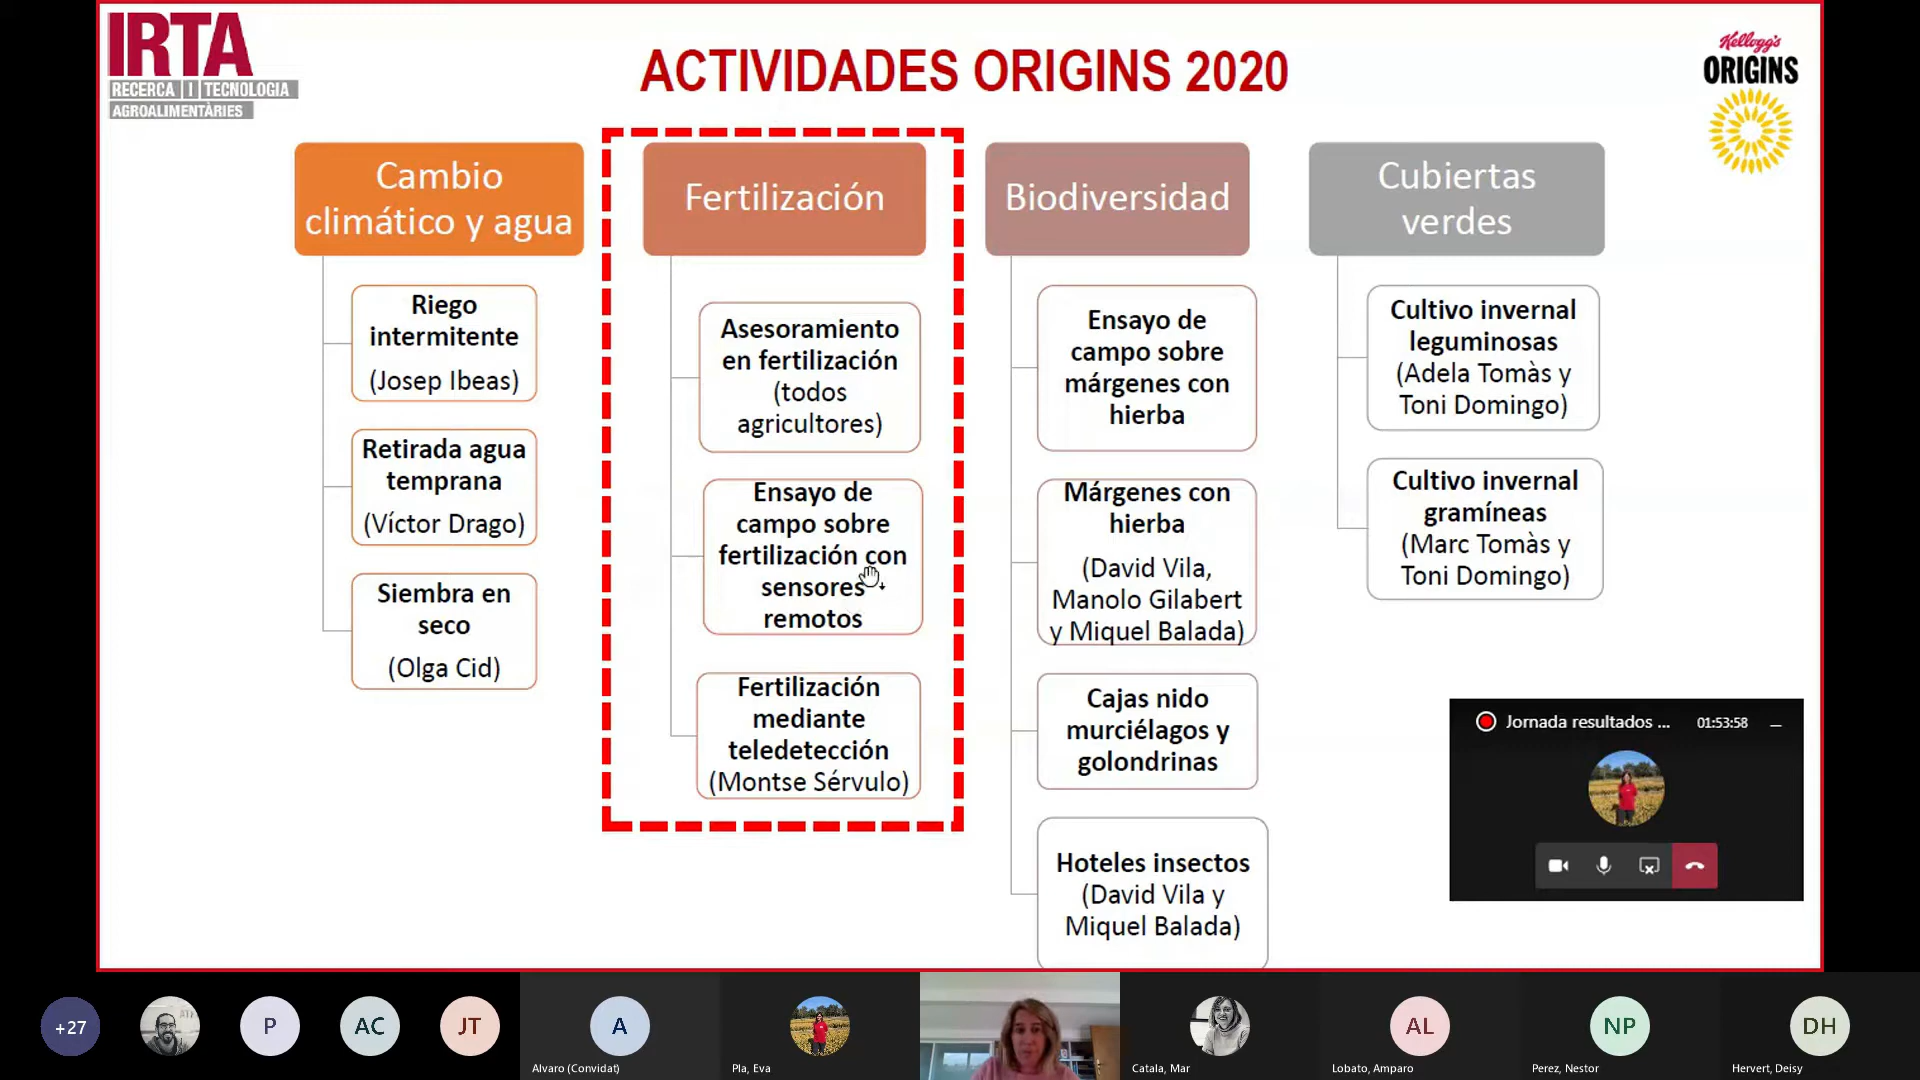 IRTA
RECERCA I TECNOLOGIA
AGROALIMENTÀRIES
ACTIVIDADES ORIGINS 2020
Kellogg's
ORIGINS
Cambio
climático y agua
Riego
intermitente
(Josep Ibeas)
Retirada agua
temprana
(Víctor Drago)
Siembra en
seco
(Olga Cid)
Fertilización
Asesoramiento
en fertilización
(todos
agricultores)
Ensayo de
campo sobre
fertilización con
sensores
remotos
Fertilización
mediante
teledetección
(Montse Sérvulo)
Biodiversidad
Ensayo de
campo sobre
márgenes con
hierba
Márgenes con
hierba
(David Vila,
Manolo Gilabert
y Miquel Balada)
Cajas nido
murciélagos y
golondrinas
Hoteles insectos
(David Vila y
Miquel Balada)
Cubiertas
verdes
Cultivo invernal
leguminosas
(Adela Tomàs y
Toni Domingo)
Cultivo invernal
gramíneas
(Marc Tomàs y
Toni Domingo)
Jornada resultados ... 01:53:58
+27
P
AC
JT
A
Alvaro (Convidat)
Pla, Eva
Catala, Mar
AL
Lobato, Amparo
NP
Perez, Nestor
DH
Hervert, Deisy